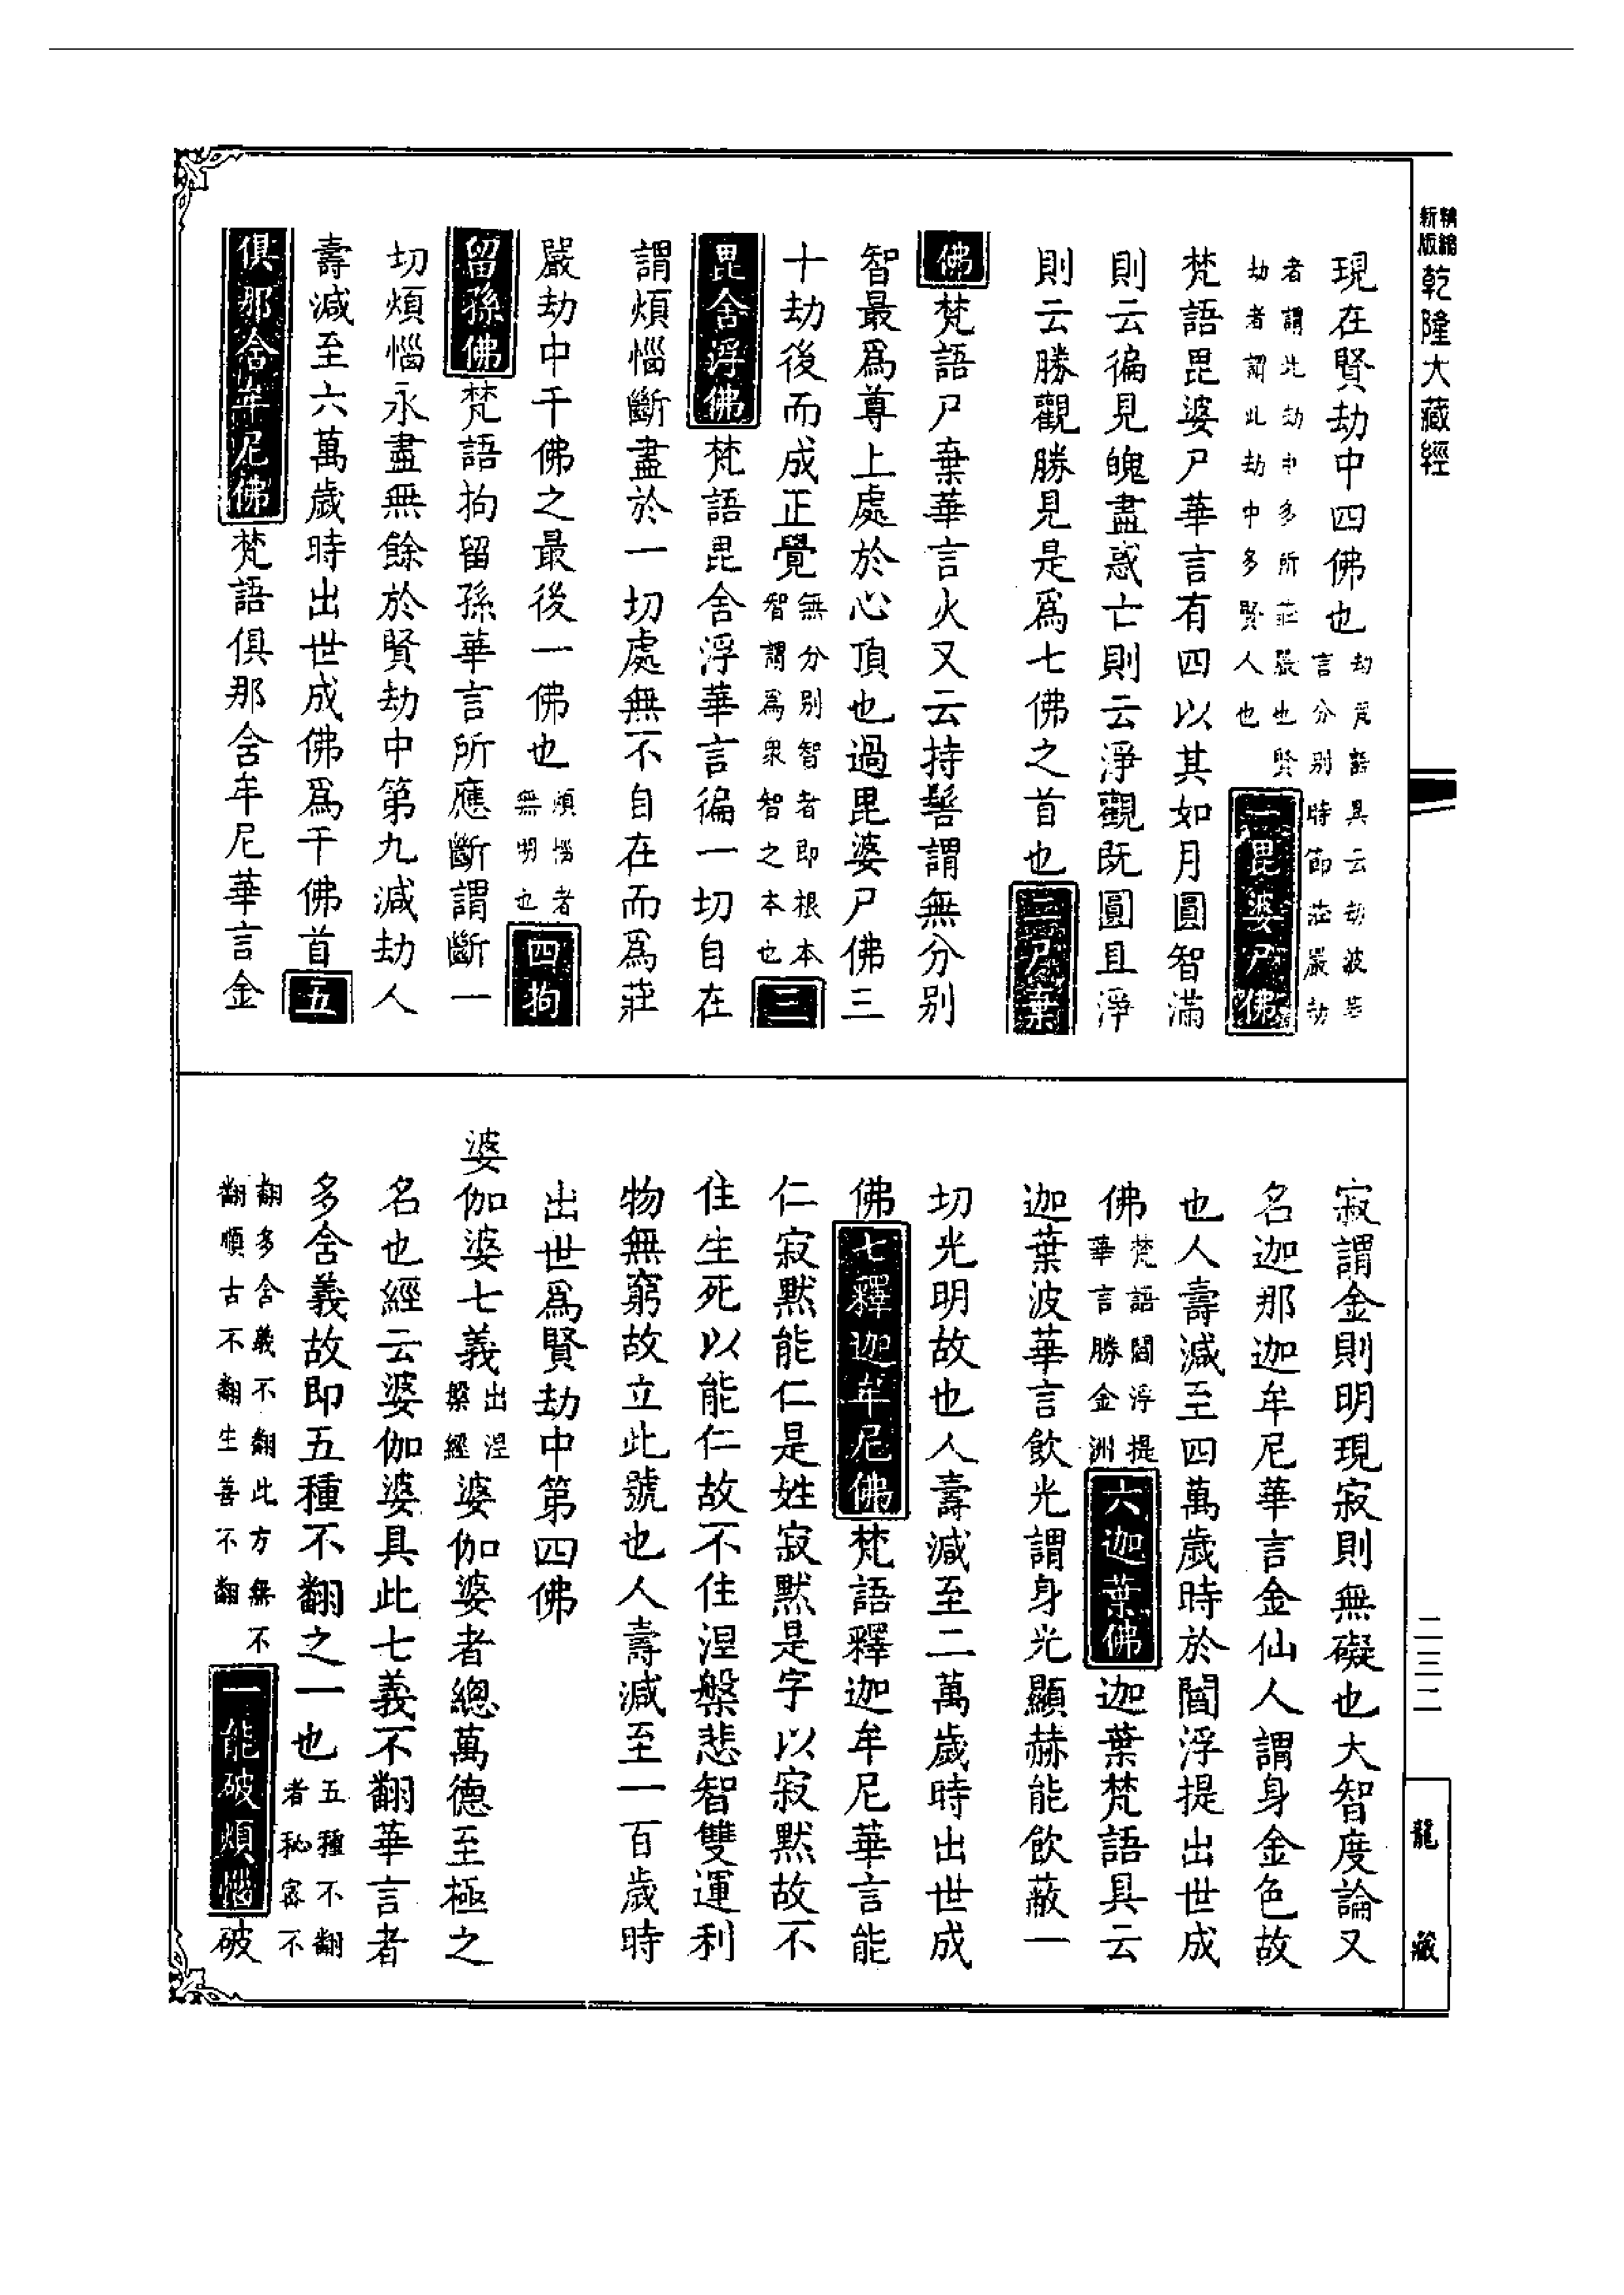 新版
精縮
乾隆大藏經
現在賢劫中四佛也劫梵語具云劫波華
言分別時節莊嚴劫
者謂此劫中多所莊嚴也賢
劫者謂此劫中多賢人也一毘婆尸佛
梵語毘婆尸華言有四以其如月圓智滿
則云徧見魄盡惑亡則云淨觀既圓且淨
則云勝觀勝見是爲七佛之首也二尸棄
佛梵語尸棄華言火又云持髻謂無分別
智最爲尊上處於心頂也過毘婆尸佛三
十劫後而成正覺無分別智者即根本
智謂爲衆智之本也三
毘舍浮佛梵語毘舍浮華言徧一切自在
謂煩惱斷盡於一切處無不自在而爲莊
嚴劫中千佛之最後一佛也煩惱者
無明也四拘
留孫佛梵語拘留孫華言所應斷謂斷一
切煩惱永盡無餘於賢劫中第九減劫人
壽減至六萬歲時出世成佛爲千佛首五
俱那含牟尼佛梵語俱那含牟尼華言金
寂謂金則明現寂則無礙也大智度論又
名迦那迦牟尼華言金仙人謂身金色故
也人壽減至四萬歲時於閻浮提出世成
佛梵語閻浮提
華言勝金洲六迦葉佛迦葉梵語具云
迦葉波華言飲光謂身光顯赫能飲蔽一
切光明故也人壽減至二萬歲時出世成
佛七釋迦牟尼佛梵語釋迦牟尼華言能
仁寂默能仁是姓寂默是字以寂默故不
住生死以能仁故不住涅槃悲智雙運利
物無窮故立此號也人壽減至一百歲時
出世爲賢劫中第四佛
婆伽婆七義出涅
槃經婆伽婆者總萬德至極之
名也經云婆伽婆具此七義不翻華言者
多含義故即五種不翻之一也五種不翻
者祕密不
翻多含義不翻此方無不
翻順古不翻生善不翻一能破煩惱破
二三二
龍藏